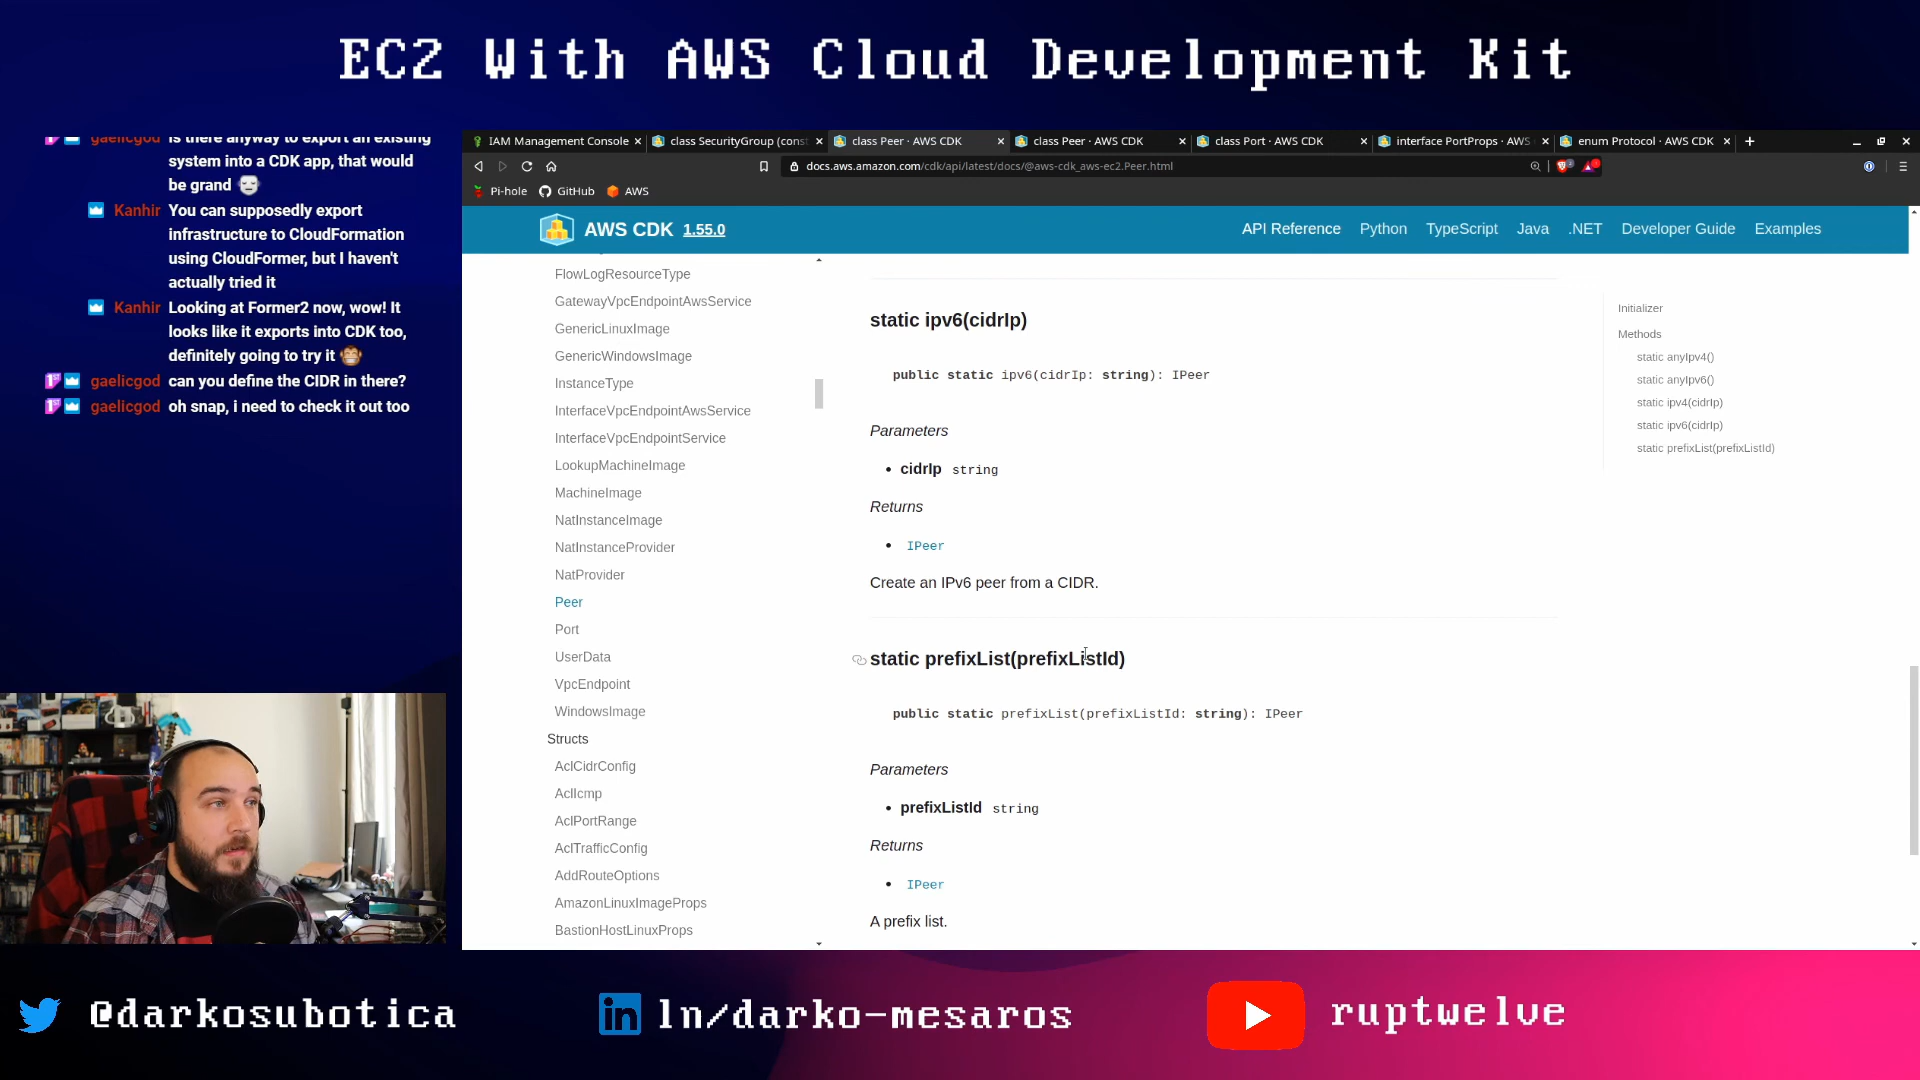 EC2 With AWS Cloud Development Kit
gaelicgod is there anyway to export an existing
system into a CDK app, that would
be grand
Kanhir You can supposedly export
infrastructure to CloudFormation
using CloudFormer, but I haven't
actually tried it
Kanhir Looking at Former2 now, wow! It
looks like it exports into CDK too,
definitely going to try it
gaelicgod can you define the CIDR in there?
gaelicgod oh snap, i need to check it out too
IAM Management Console
class SecurityGroup (const
class Peer · AWS CDK
class Peer · AWS CDK
class Port · AWS CDK
interface PortProps · AWS
enum Protocol · AWS CDK
docs.aws.amazon.com/cdk/api/latest/docs/@aws-cdk_aws-ec2.Peer.html
Pi-hole
GitHub
AWS
AWS CDK 1.55.0
API Reference
Python
TypeScript
Java
.NET
Developer Guide
Examples
FlowLogResourceType
GatewayVpcEndpointAwsService
GenericLinuxImage
GenericWindowsImage
InstanceType
InterfaceVpcEndpointAwsService
InterfaceVpcEndpointService
LookupMachineImage
MachineImage
NatInstanceImage
NatInstanceProvider
NatProvider
Peer
Port
UserData
VpcEndpoint
WindowsImage
Structs
AclCidrConfig
AclIcmp
AclPortRange
AclTrafficConfig
AddRouteOptions
AmazonLinuxImageProps
BastionHostLinuxProps
static ipv6(cidrIp)
public static ipv6(cidrIp: string): IPeer
Parameters
• cidrIp string
Returns
• IPeer
Create an IPv6 peer from a CIDR.
static prefixList(prefixListId)
public static prefixList(prefixListId: string): IPeer
Parameters
• prefixListId string
Returns
• IPeer
A prefix list.
Initializer
Methods
static anyIpv4()
static anyIpv6()
static ipv4(cidrIp)
static ipv6(cidrIp)
static prefixList(prefixListId)
@darkosubotica
in ln/darko-mesaros
ruptwelve